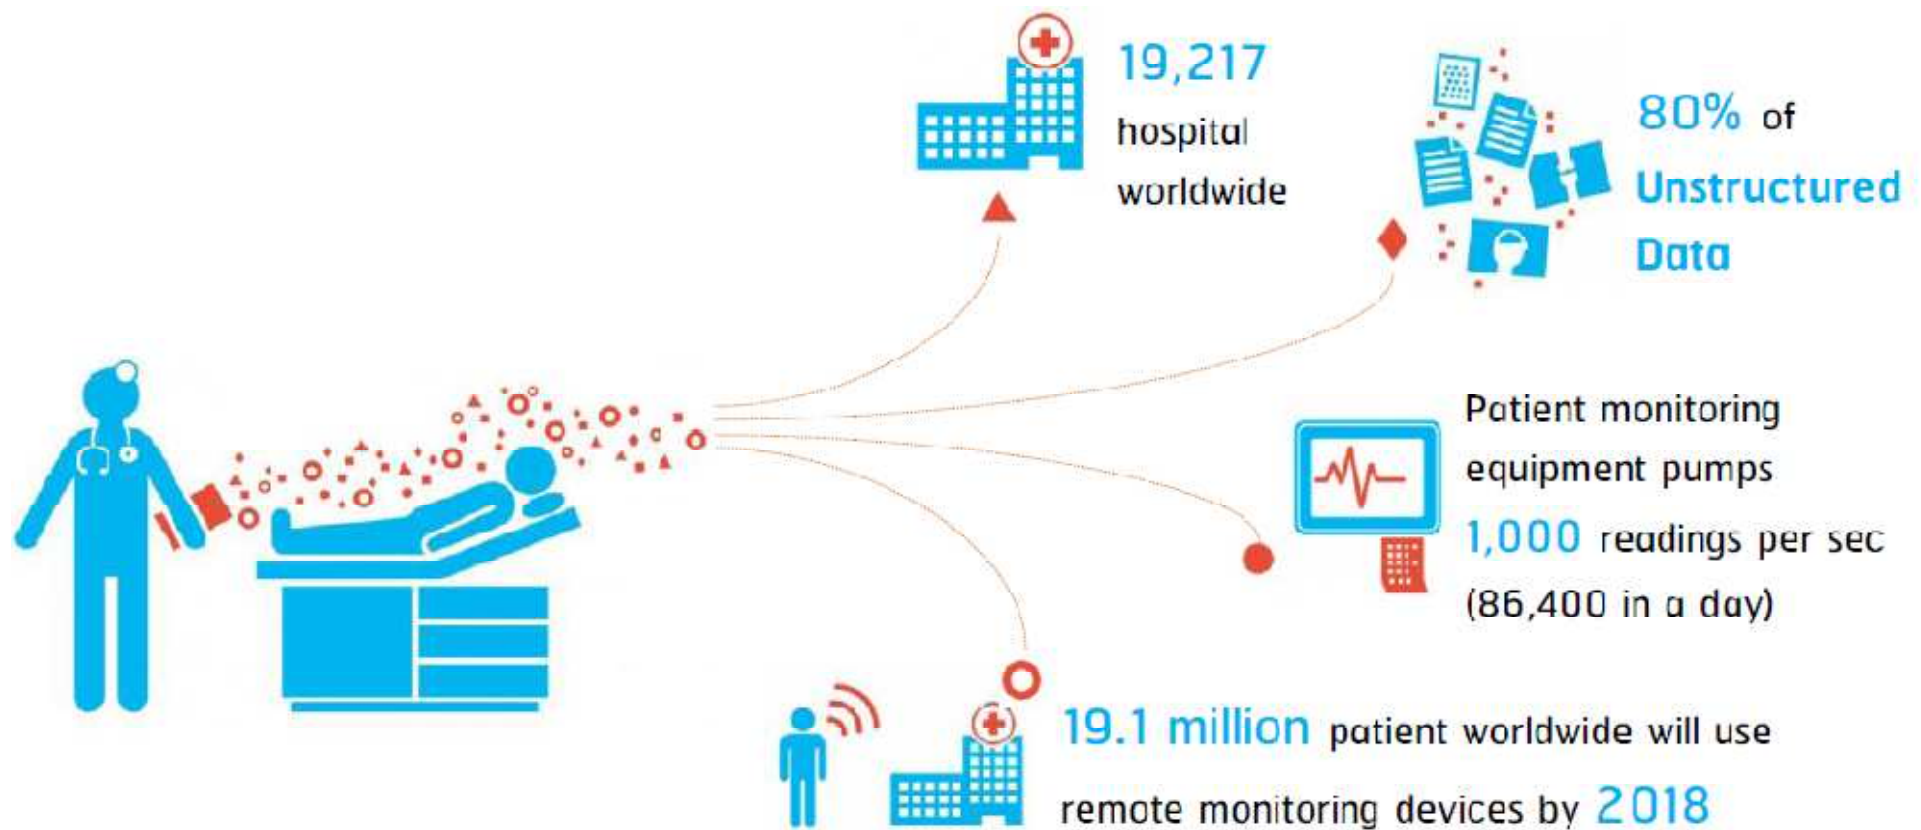 19,217
hospital
worldwide
80% of
Unstructured
Data
Patient monitoring
equipment pumps
1,000 readings per sec
(86,400 in a day)
19.1 million patient worldwide will use
remote monitoring devices by 2018